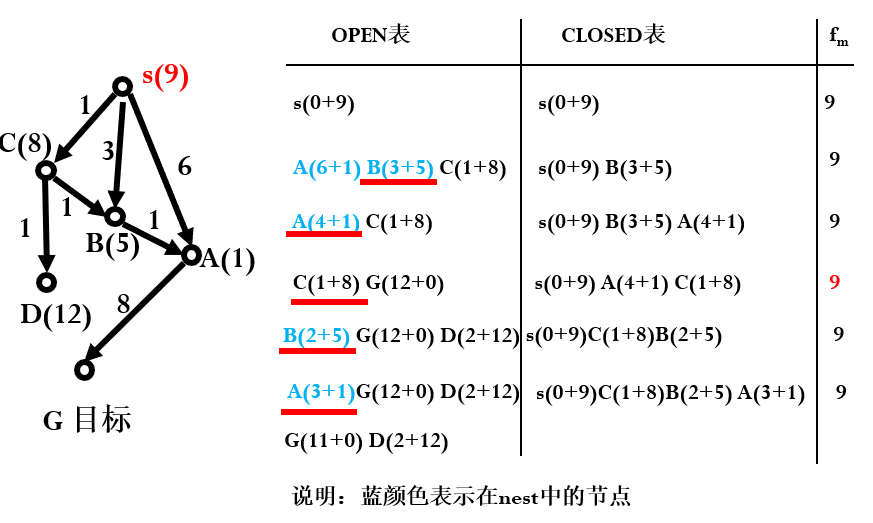 OPEN表 CLOSED表 fm
s(9)
1
C(8)
3
6
1
1
1
B(5)
A(1)
D(12)
8
G 目标
s(0+9) s(0+9) 9
A(6+1) B(3+5) C(1+8) s(0+9) B(3+5) 9
A(4+1) C(1+8) s(0+9) B(3+5) A(4+1) 9
C(1+8) G(12+0) s(0+9) A(4+1) C(1+8) 9
B(2+5) G(12+0) D(2+12) s(0+9)C(1+8)B(2+5) 9
A(3+1)G(12+0) D(2+12) s(0+9)C(1+8)B(2+5) A(3+1) 9
G(11+0) D(2+12)
说明：蓝颜色表示在nest中的节点